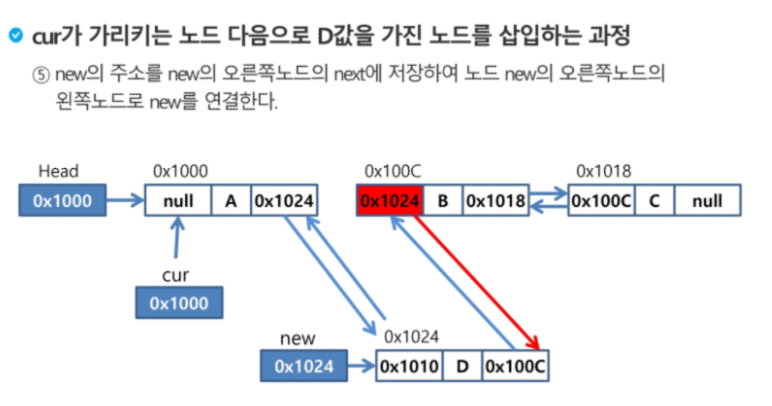 cur가 가리키는 노드 다음으로 D값을 가진 노드를 삽입하는 과정
⑤ new의 주소를 new의 오른쪽노드의 next에 저장하여 노드 new의 오른쪽노드의
왼쪽노드로 new를 연결한다.
Head 0x1000 0x100C 0x1018
0x1000 null A 0x1024 0x1024 B 0x1018 0x100C C null
cur
0x1000
new 0x1024
0x1024 0x1010 D 0x100C